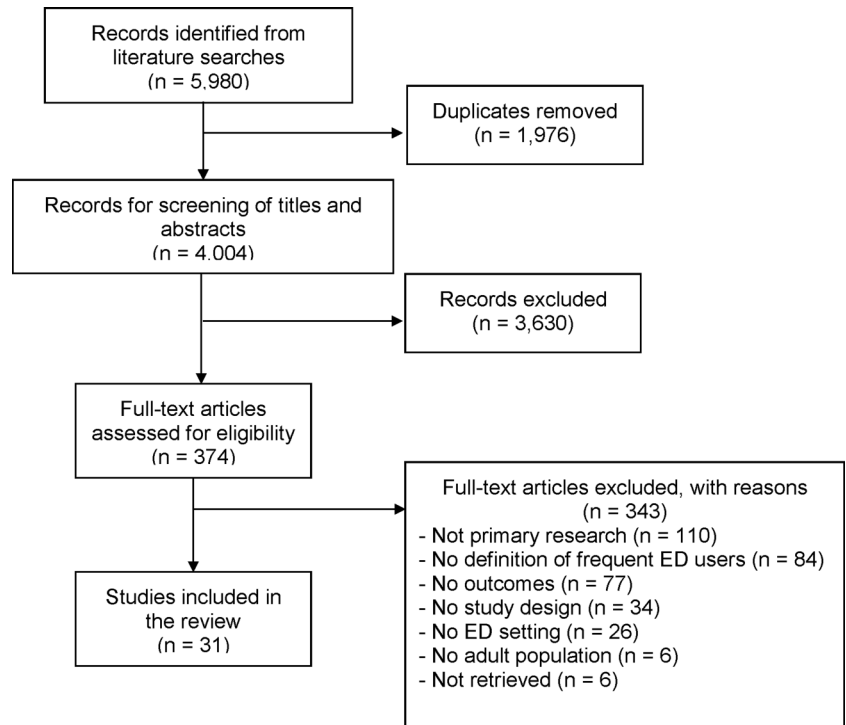 Records identified from
literature searches
(n = 5,980)
Duplicates removed
(n = 1,976)
Records for screening of titles and
abstracts
(n = 4.004)
Records excluded
(n = 3,630)
Full-text articles
assessed for eligibility
(n = 374)
Full-text articles excluded, with reasons
(n = 343)
- Not primary research (n = 110)
- No definition of frequent ED users (n = 84)
- No outcomes (n = 77)
- No study design (n = 34)
- No ED setting (n = 26)
- No adult population (n = 6)
- Not retrieved (n = 6)
Studies included in
the review
(n = 31)